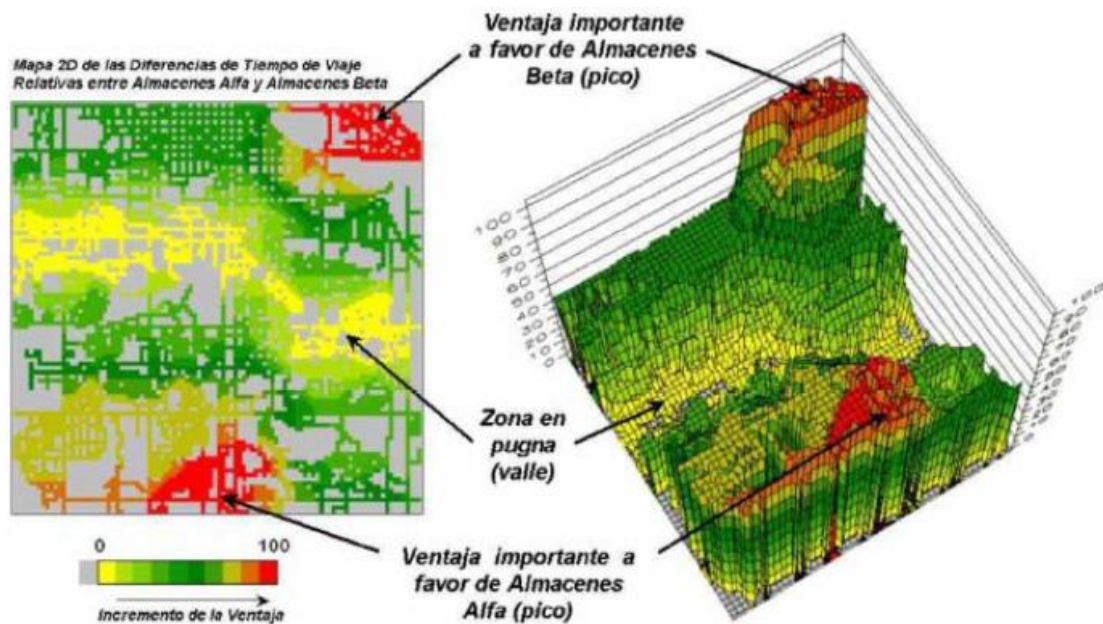 Ventaja importante
a favor de Almacenes
Beta (pico)
Mapa 2D de las Diferencias de Tiempo de Viaje
Relativas entre Almacenes Alfa y Almacenes Beta
100
90
80
70
60
50
40
30
20
10
0
100
Zona en
pugna
(valle)
0
100
Incremento de la Ventaja
Ventaja importante a
favor de Almacenes
Alfa (pico)